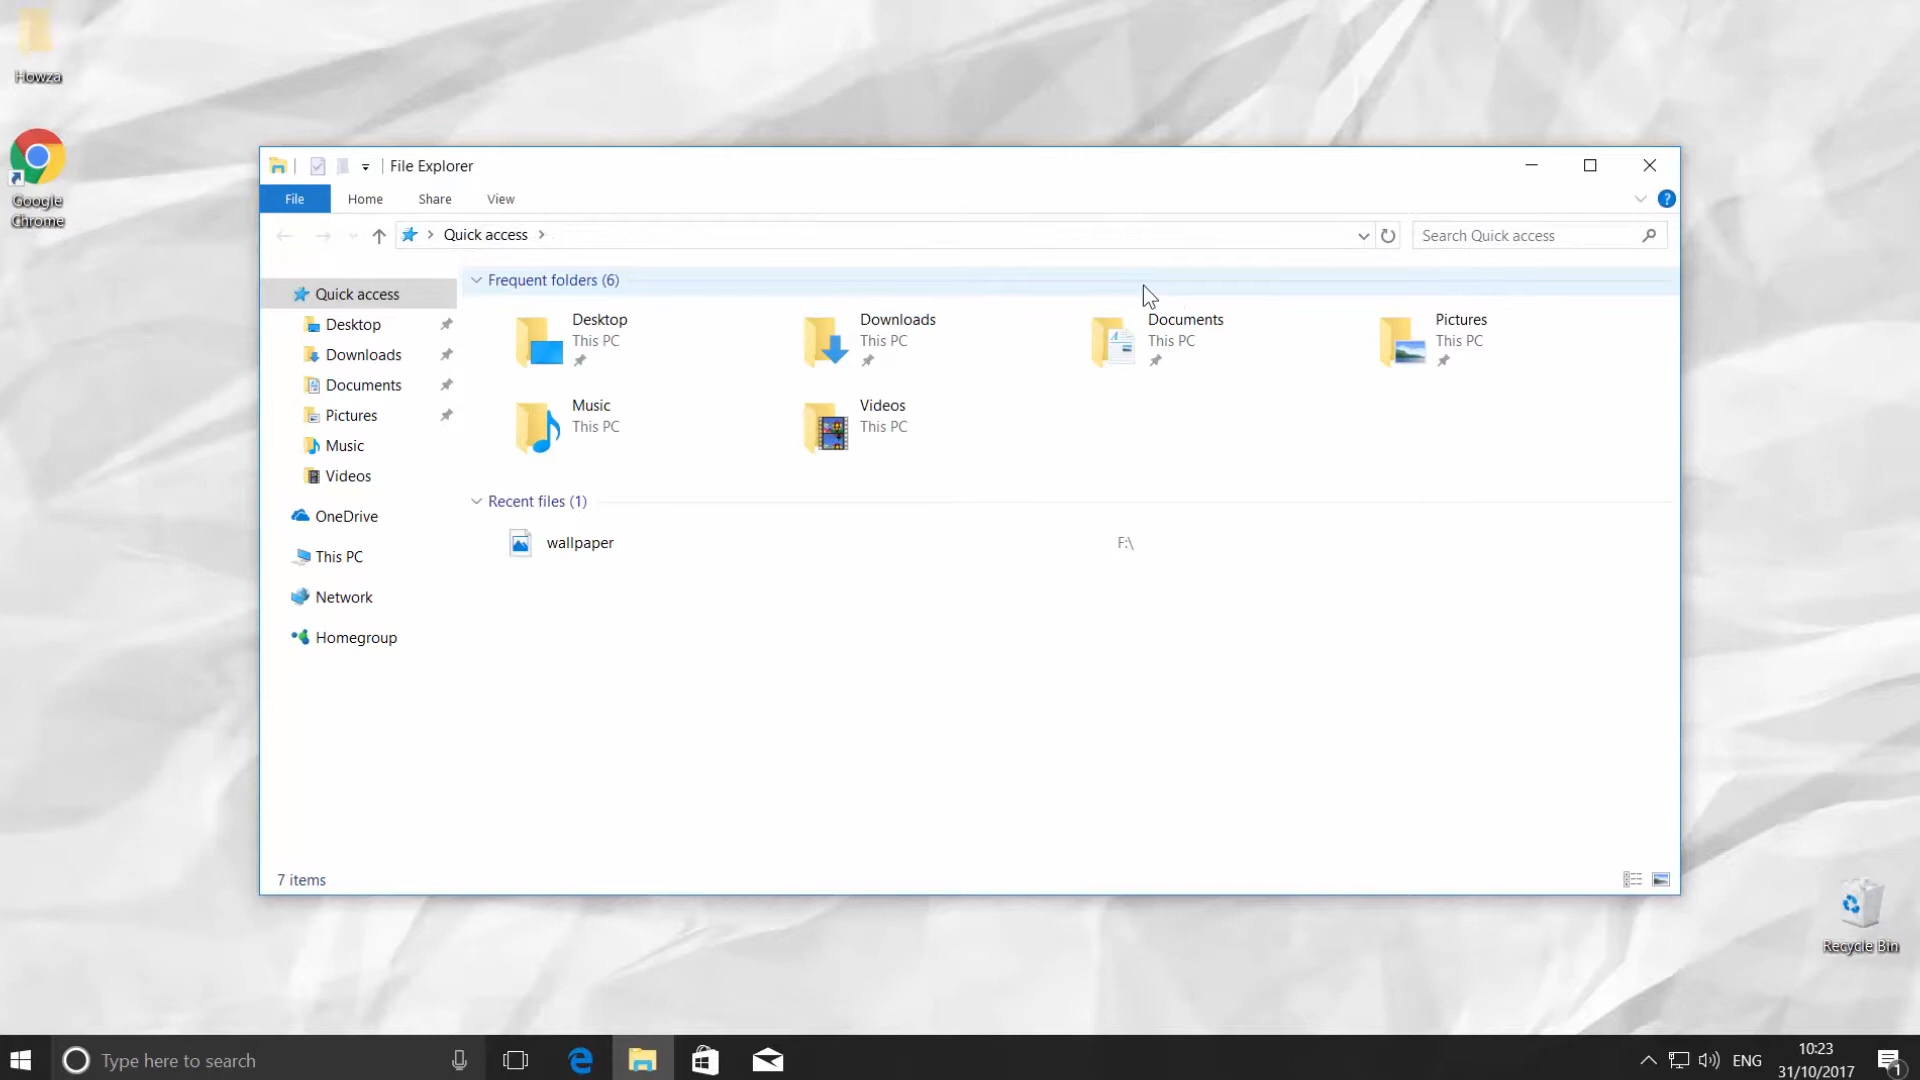 Howza
Google
Chrome
File Explorer
File Home Share View
Quick access
Search Quick access
Quick access
Desktop
Downloads
Documents
Pictures
Music
Videos
OneDrive
This PC
Network
Homegroup
Frequent folders (6)
Desktop
This PC
Downloads
This PC
Documents
This PC
Pictures
This PC
Music
This PC
Videos
This PC
Recent files (1)
wallpaper F:\
7 items
Recycle Bin
Type here to search
ENG
10:23
31/10/2017
1